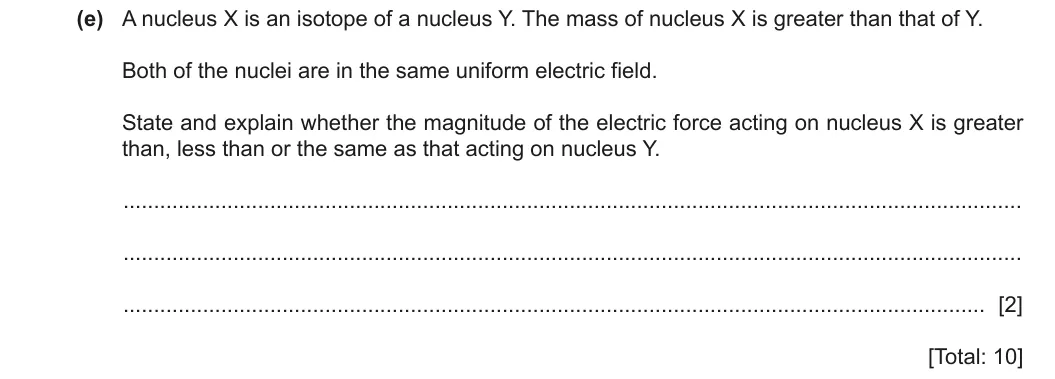 (e) A nucleus X is an isotope of a nucleus Y. The mass of nucleus X is greater than that of Y.
Both of the nuclei are in the same uniform electric field.
State and explain whether the magnitude of the electric force acting on nucleus X is greater
than, less than or the same as that acting on nucleus Y.
[2]
[Total: 10]